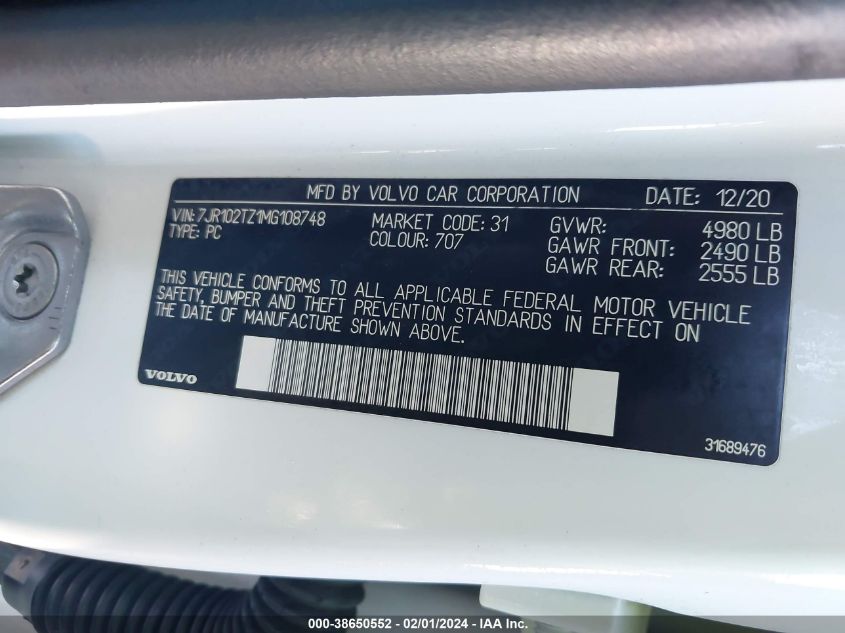 MFD BY VOLVO CAR CORPORATION DATE: 12/20
VIN: 7JR102TZ1MG108748 MARKET CODE: 31 GVWR: 4980 LB
TYPE: PC COLOUR: 707 GAWR FRONT: 2490 LB
GAWR REAR: 2555 LB
THIS VEHICLE CONFORMS TO ALL APPLICABLE FEDERAL MOTOR VEHICLE
SAFETY, BUMPER AND THEFT PREVENTION STANDARDS IN EFFECT ON
THE DATE OF MANUFACTURE SHOWN ABOVE.
VOLVO
31689476
000-38650552 - 02/01/2024 - IAAI.com